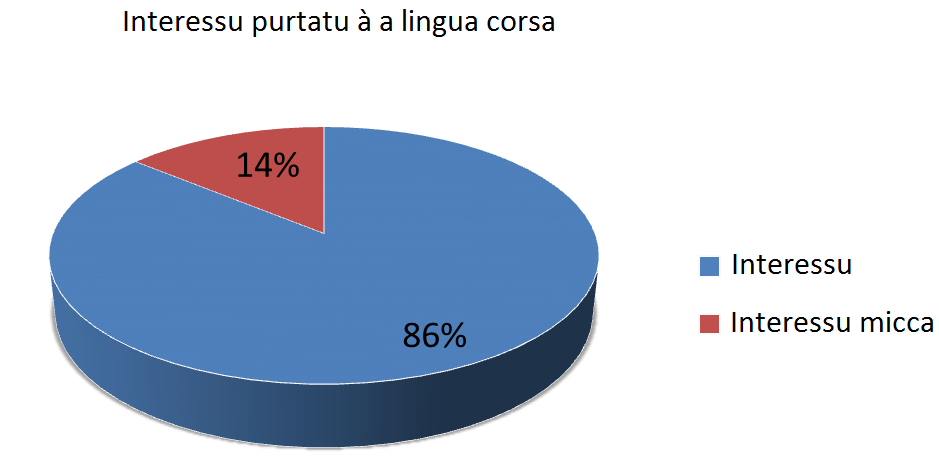 Interessu purtatu à a lingua corsa
14%
86%
Interessu
Interessu micca